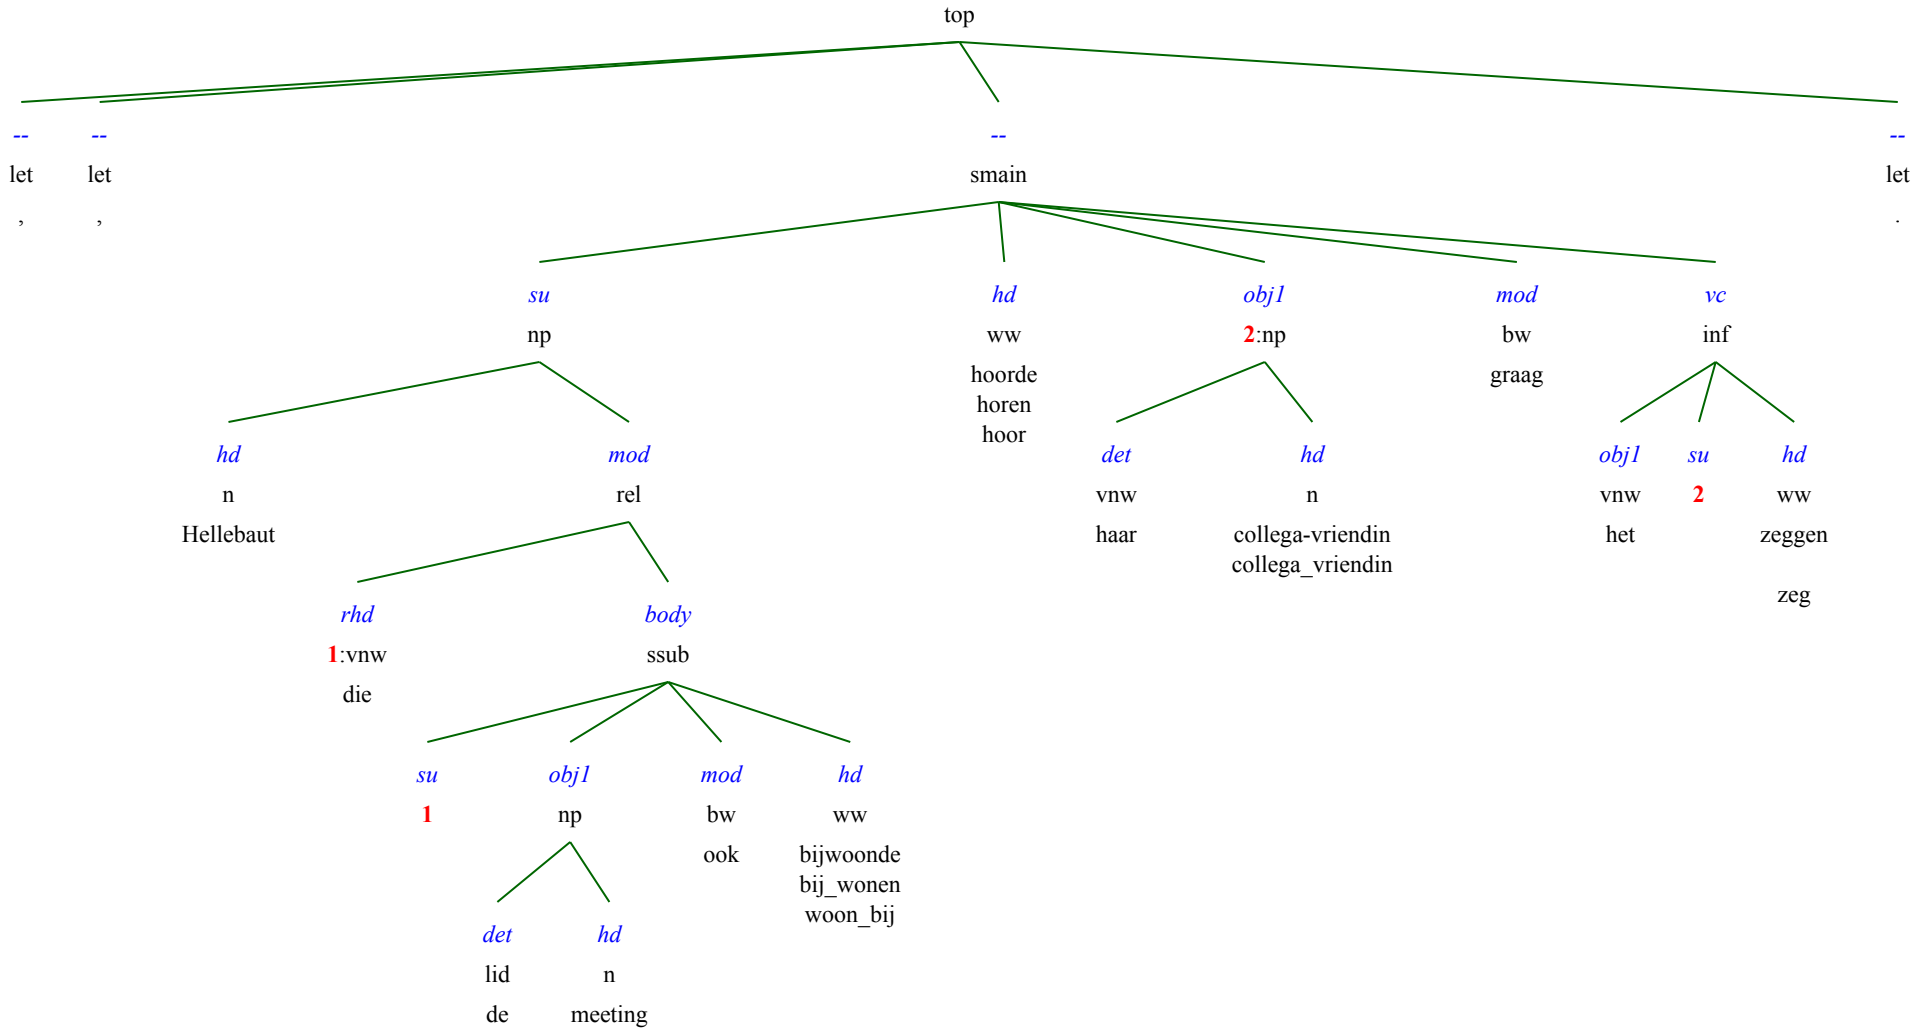 top
-- -- -- --
let let smain let
, , .
su hd obj1 mod vc
np ww 2:np bw inf
hoorde graag
horen
hoor
hd mod det hd obj1 su hd
n rel vnw n vnw 2 ww
Hellebaut haar collega-vriendin het zeggen
collega_vriendin
zeg
rhd body
1:vnw ssub
die
su obj1 mod hd
1 np bw ww
ook bijwoonde
bij_wonen
woon_bij
det hd
lid n
de meeting